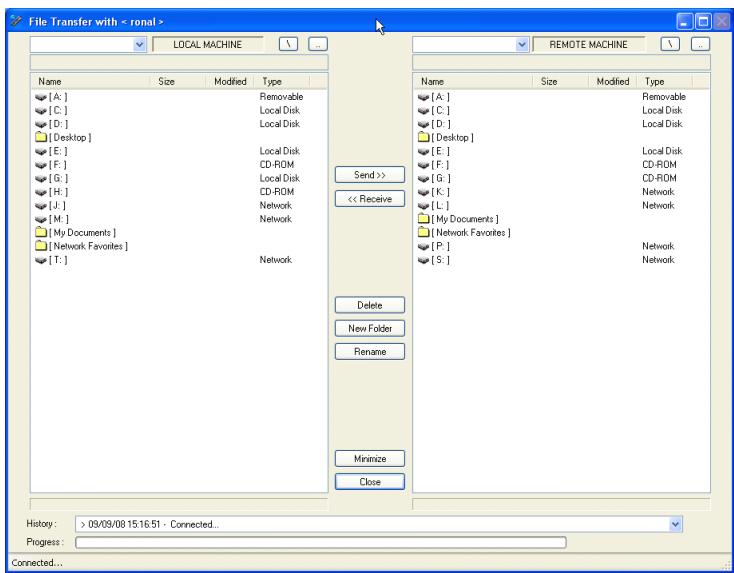 File Transfer with < ronal >
LOCAL MACHINE \ ..
REMOTE MACHINE \ ..
Name Size Modified Type
[ A: ] Removable
[ C: ] Local Disk
[ D: ] Local Disk
[ Desktop ]
[ E: ] Local Disk
[ F: ] CD-ROM
[ G: ] Local Disk
[ H: ] CD-ROM
[ J: ] Network
[ M: ] Network
[ My Documents ]
[ Network Favorites ]
[ T: ] Network
Send >>
<< Receive
Delete
New Folder
Rename
Minimize
Close
Name Size Modified Type
[ A: ] Removable
[ C: ] Local Disk
[ D: ] Local Disk
[ Desktop ]
[ E: ] Local Disk
[ F: ] CD-ROM
[ G: ] CD-ROM
[ K: ] Network
[ L: ] Network
[ My Documents ]
[ Network Favorites ]
[ P: ] Network
[ S: ] Network
History : > 09/09/08 15:16:51 - Connected...
Progress :
Connected...